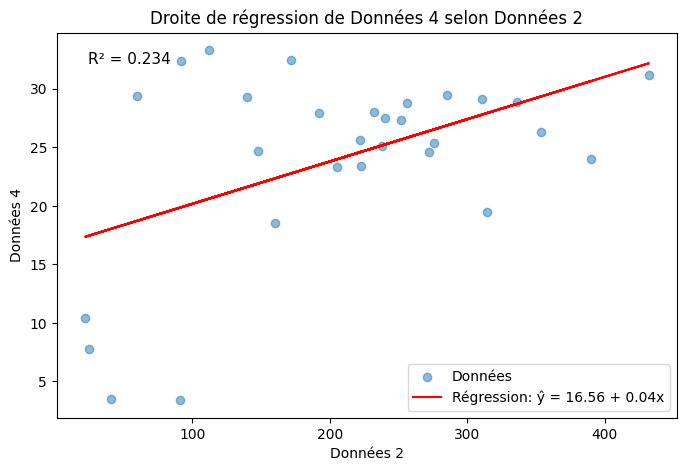 Droite de régression de Données 4 selon Données 2
R² = 0.234
30
25
20
15
10
5
Données 4
100
200
300
400
Données 2
Données
Régression: ŷ = 16.56 + 0.04x